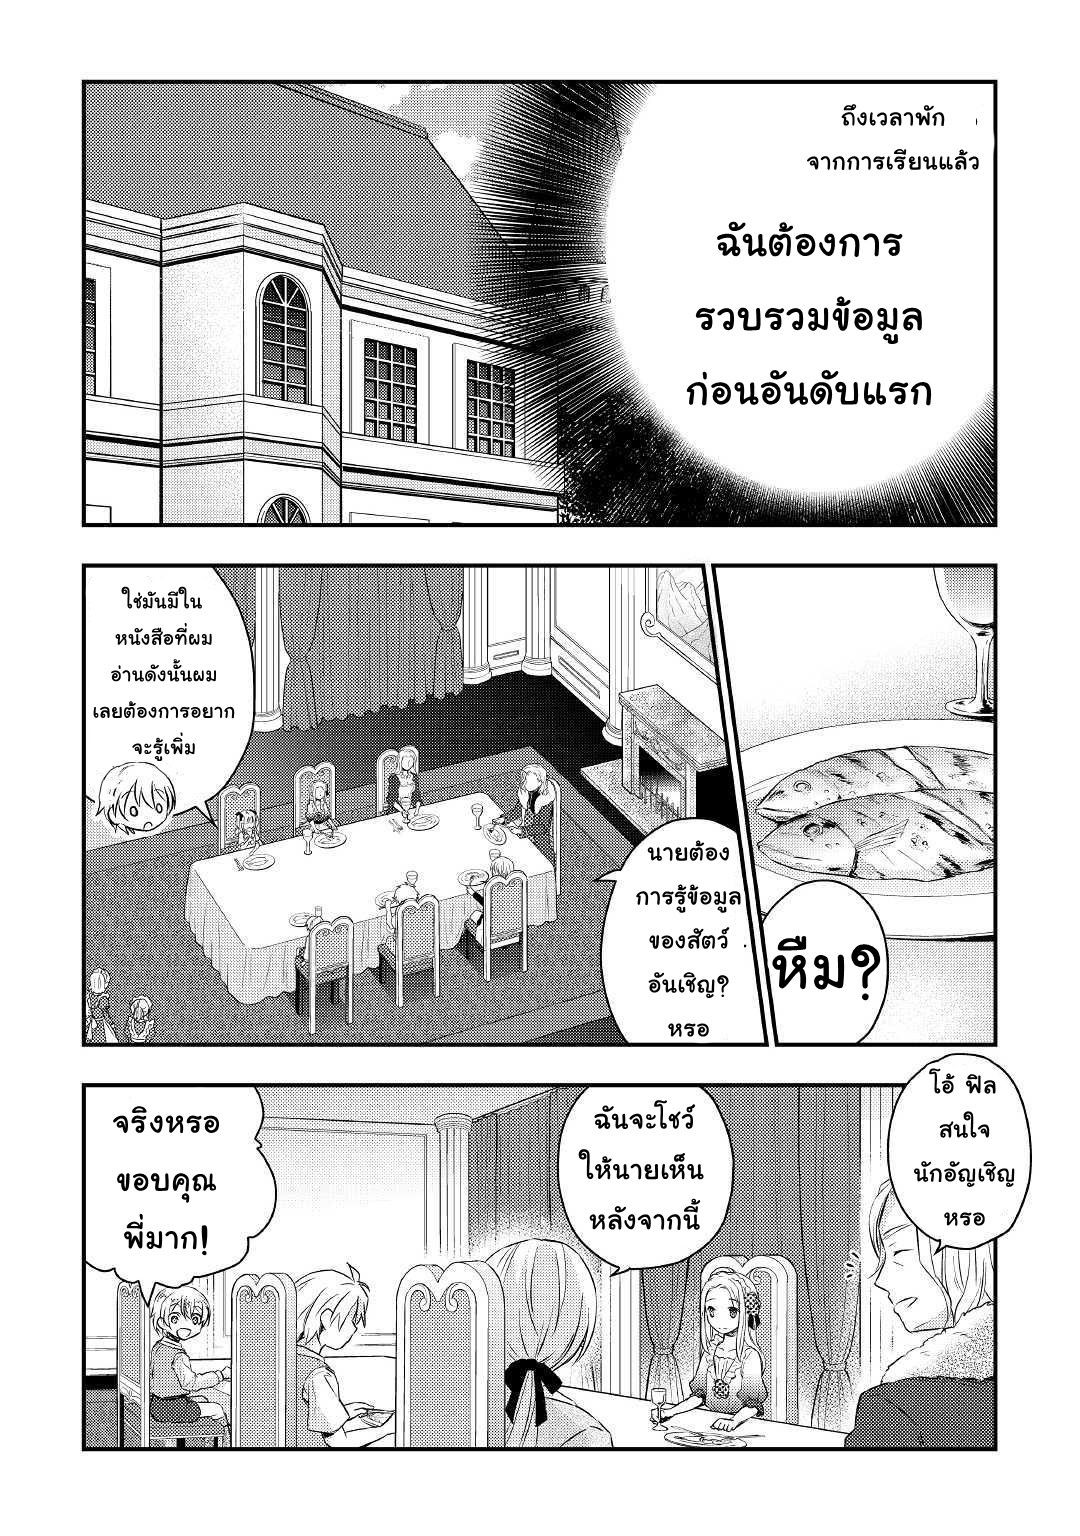 ถึงเวลาพัก
จากการเรียนแล้ว
ฉันต้องการ
รวบรวมข้อมูล
ก่อนอันดับแรก
หืม?
นายต้อง
การรู้ข้อมูล
ของสัตว์
อันเชิญ?
หรอ
ใช่มันมีใน
หนังสือที่ผม
อ่านดังนั้นผม
เลยต้องการอยาก
จะรู้เพิ่ม
โอ้ ฟิล
สนใจ
นักอัญเชิญ
หรอ
ฉันจะโชว์
ให้นายเห็น
หลังจากนี้
จริงหรอ
ขอบคุณ
พี่มาก!